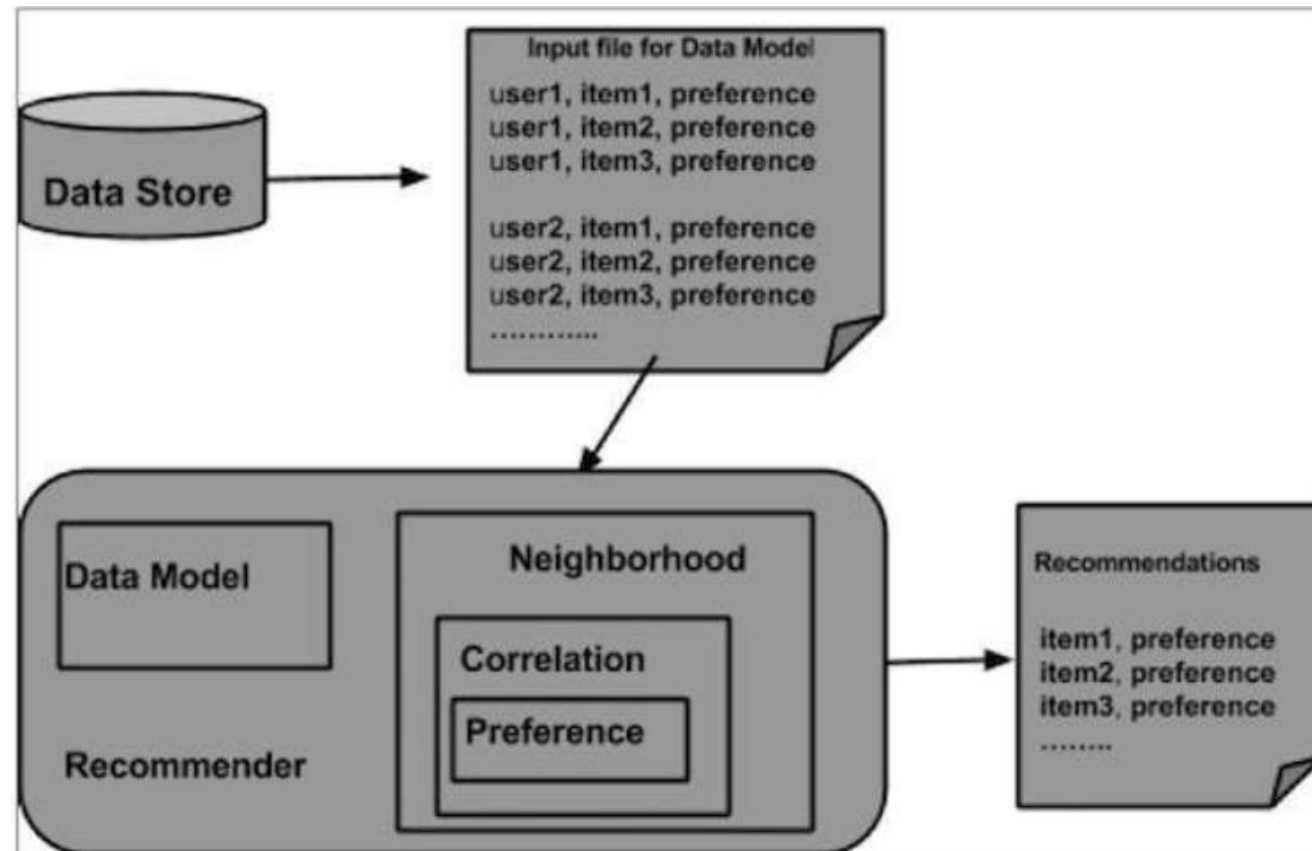 Input file for Data Model
user1, item1, preference
user1, item2, preference
user1, item3, preference
user2, item1, preference
user2, item2, preference
user2, item3, preference
............
Data Store
Data Model
Neighborhood
Correlation
Preference
Recommender
Recommendations
item1, preference
item2, preference
item3, preference
........